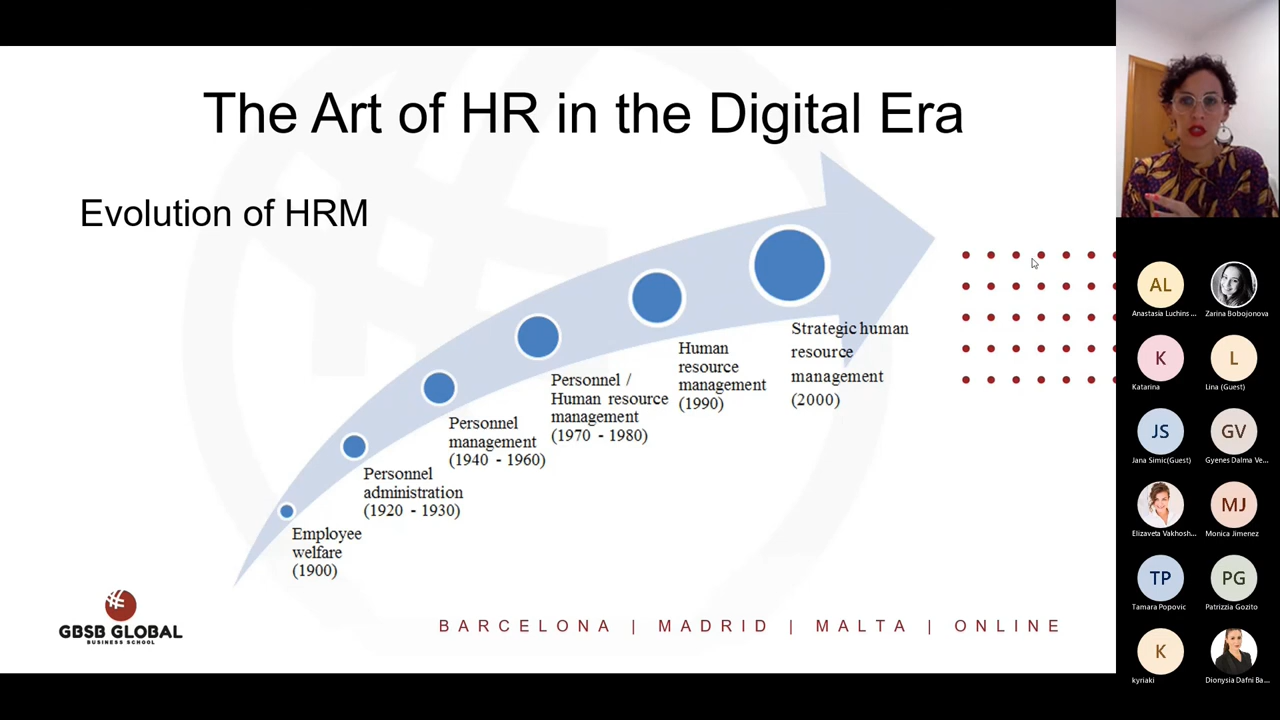 The Art of HR in the Digital Era
Evolution of HRM
Strategic human
resource
management
(2000)
Human
resource
management
(1990)
Personnel /
Human resource
management
(1970 - 1980)
Personnel
management
(1940 - 1960)
Personnel
administration
(1920 - 1930)
Employee
welfare
(1900)
GBSB GLOBAL
BUSINESS SCHOOL
BARCELONA | MADRID | MALTA | ONLINE
AL
Anastasia Luchins ...
Zarina Bobojonova
K
Katarina
L
Lina (Guest)
JS
Jana Simic(Guest)
GV
Gyenes Dalma Ve...
Elizaveta Vakhosh...
MJ
Monica Jimenez
TP
Tamara Popovic
PG
Patrizzia Gozito
K
kyriaki
Dionysia Dafni Ba...